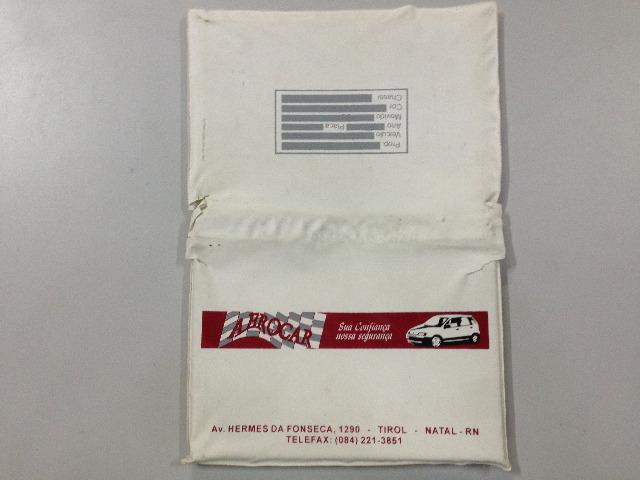 Prop.
Veículo
Ano Placa
Movido
Cor
Chassi
ABROCAR
Sua Confiança
nossa segurança
Av. HERMES DA FONSECA, 1290 - TIROL - NATAL - RN
TELEFAX: (084) 221-3851